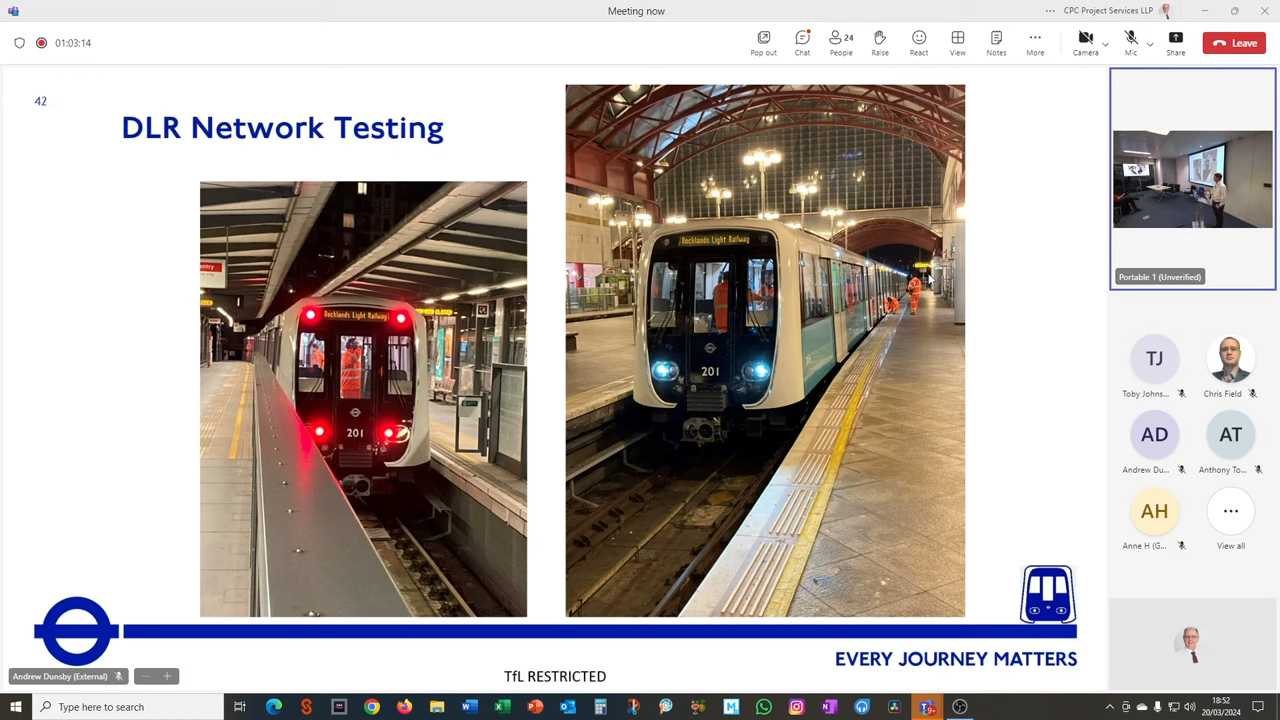 Meeting now
CPC Project Services LLP
01:03:14
Pop out
Chat
24
People
Raise
React
View
Notes
More
Camera
Mic
Share
Leave
42
DLR Network Testing
Docklands Light Railway
201
Docklands Light Railway
201
Portable 1 (Unverified)
TJ
Toby Johns...
Chris Field
AD
Andrew Du...
AT
Anthony To...
AH
Anne H (G...
View all
EVERY JOURNEY MATTERS
Andrew Dunsby (External)
TfL RESTRICTED
Type here to search
18:52
20/03/2024